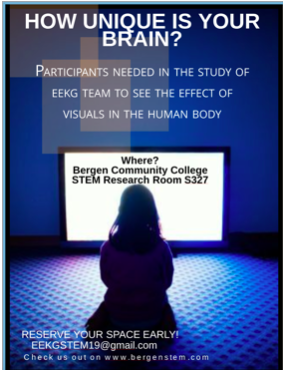 HOW UNIQUE IS YOUR
BRAIN?
PARTICIPANTS NEEDED IN THE STUDY OF
EEKG TEAM TO SEE THE EFFECT OF
VISUALS IN THE HUMAN BODY
Where?
Bergen Community College
STEM Research Room S327
RESERVE YOUR SPACE EARLY!
EEKGSTEM19@gmail.com
Check us out on www.bergenstem.com